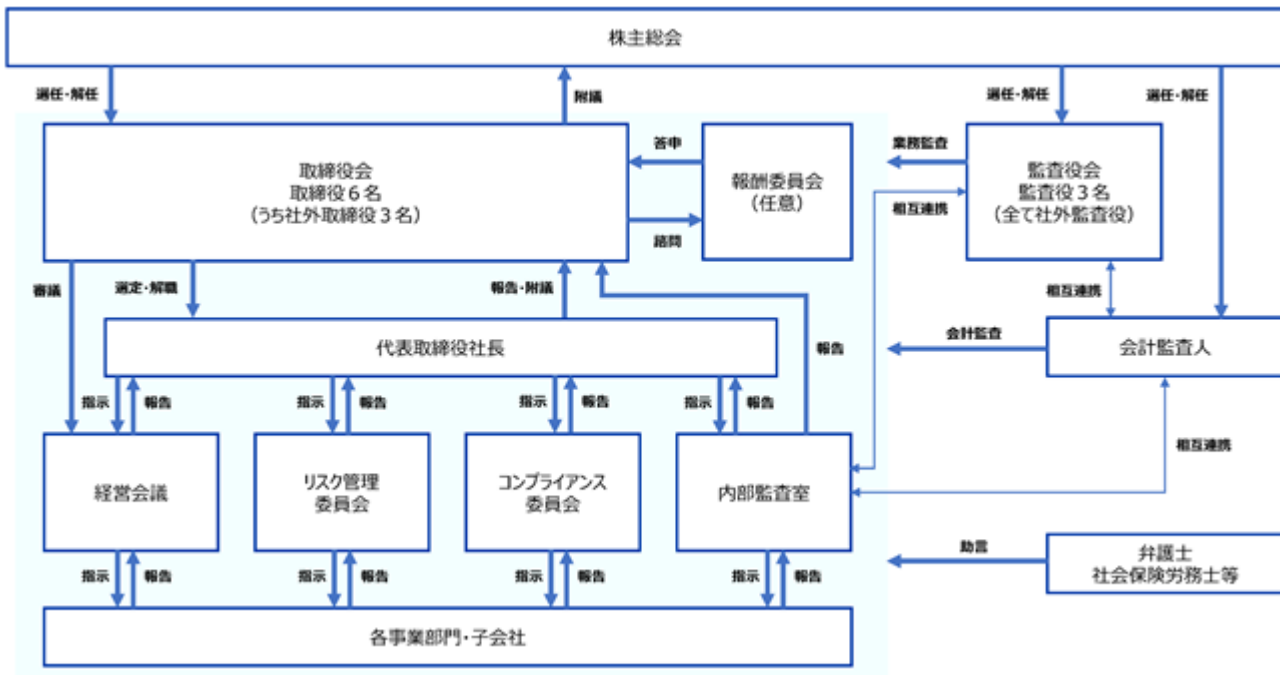 株主総会
選任・解任
附議
選任・解任
選任・解任
取締役会
取締役6名
(うち社外取締役3名)
答申
諮問
報酬委員会
(任意)
業務監査
相互連携
監査役会
監査役3名
(全て社外監査役)
審議
選定・解職
報告・附議
相互連携
代表取締役社長
報告
会計監査
会計監査人
指示
報告
指示
報告
指示
報告
指示
報告
相互連携
経営会議
リスク管理
委員会
コンプライアンス
委員会
内部監査室
助言
弁護士
社会保険労務士等
指示
報告
指示
報告
指示
報告
指示
報告
各事業部門・子会社